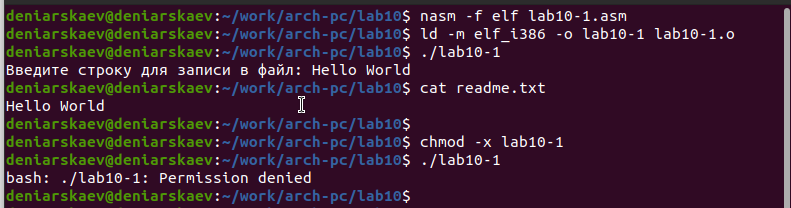 deniarskaev@deniarskaev:~/work/arch-pc/lab10$ nasm -f elf lab10-1.asm
deniarskaev@deniarskaev:~/work/arch-pc/lab10$ ld -m elf_i386 -o lab10-1 lab10-1.o
deniarskaev@deniarskaev:~/work/arch-pc/lab10$ ./lab10-1
Введите строку для записи в файл: Hello World
deniarskaev@deniarskaev:~/work/arch-pc/lab10$ cat readme.txt
Hello World
deniarskaev@deniarskaev:~/work/arch-pc/lab10$
deniarskaev@deniarskaev:~/work/arch-pc/lab10$ chmod -x lab10-1
deniarskaev@deniarskaev:~/work/arch-pc/lab10$ ./lab10-1
bash: ./lab10-1: Permission denied
deniarskaev@deniarskaev:~/work/arch-pc/lab10$